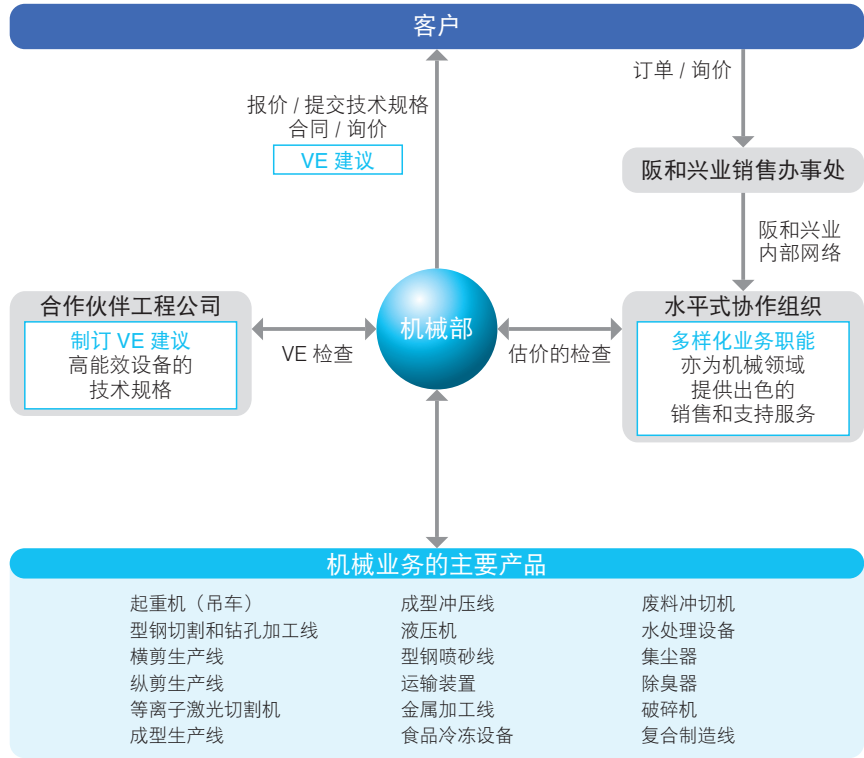 客户
订单 / 询价
报价 / 提交技术规格
合同 / 询价
VE 建议
阪和兴业销售办事处
阪和兴业
内部网络
合作伙伴工程公司
制订 VE 建议
高能效设备的
技术规格
VE 检查
机械部
估价的检查
水平式协作组织
多样化业务职能
亦为机械领域
提供出色的
销售和支持服务
机械业务的主要产品
起重机（吊车）
型钢切割和钻孔加工线
横剪生产线
纵剪生产线
等离子激光切割机
成型生产线
成型冲压线
液压机
型钢喷砂线
运输装置
金属加工线
食品冷冻设备
废料冲切机
水处理设备
集尘器
除臭器
破碎机
复合制造线